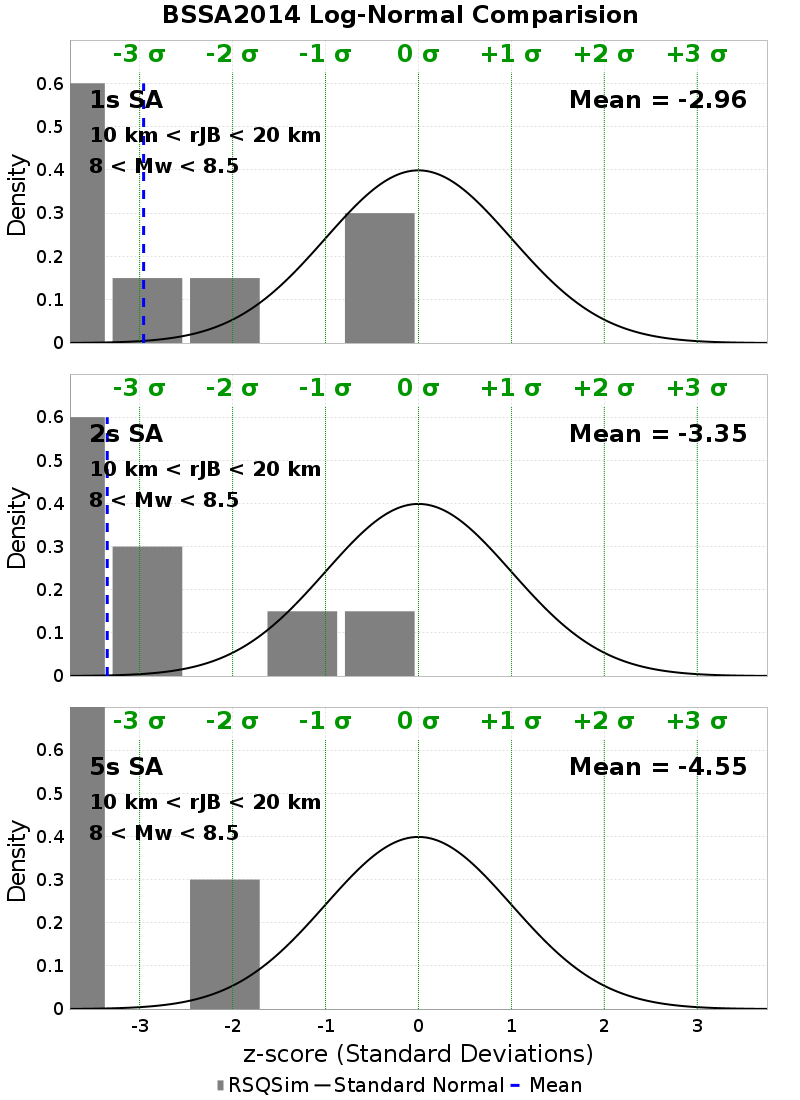 BSSA2014 Log-Normal Comparision
-3 σ -2 σ -1 σ 0 σ +1 σ +2 σ +3 σ
1s SA
Mean = -2.96
10 km < rJB < 20 km
8 < Mw < 8.5
Density
0.6
0.5
0.4
0.3
0.2
0.1
0
-3 σ -2 σ -1 σ 0 σ +1 σ +2 σ +3 σ
2s SA
Mean = -3.35
10 km < rJB < 20 km
8 < Mw < 8.5
Density
0.6
0.5
0.4
0.3
0.2
0.1
0
-3 σ -2 σ -1 σ 0 σ +1 σ +2 σ +3 σ
5s SA
Mean = -4.55
10 km < rJB < 20 km
8 < Mw < 8.5
Density
0.6
0.5
0.4
0.3
0.2
0.1
0
-3 -2 -1 0 1 2 3
z-score (Standard Deviations)
RSQSim Standard Normal Mean